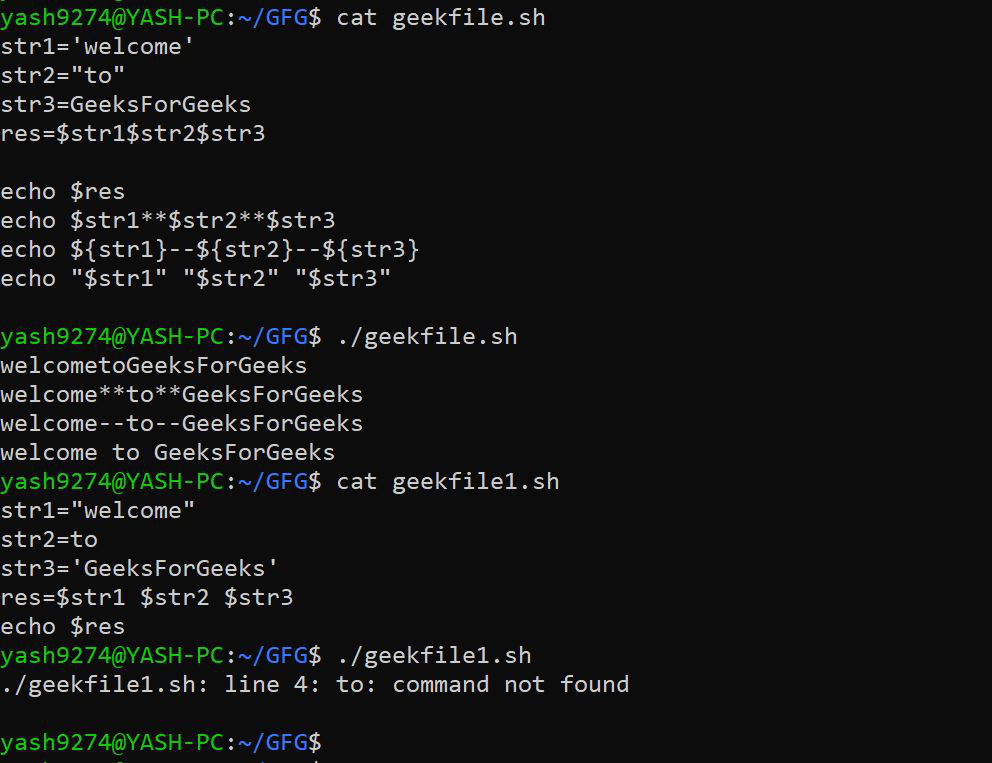 yash9274@YASH-PC:~/GFG$ cat geekfile.sh
str1='welcome'
str2="to"
str3=GeeksForGeeks
res=$str1$str2$str3
echo $res
echo $str1**$str2**$str3
echo ${str1}--${str2}--${str3}
echo "$str1" "$str2" "$str3"
yash9274@YASH-PC:~/GFG$ ./geekfile.sh
welcometoGeeksForGeeks
welcome**to**GeeksForGeeks
welcome--to--GeeksForGeeks
welcome to GeeksForGeeks
yash9274@YASH-PC:~/GFG$ cat geekfile1.sh
str1="welcome"
str2=to
str3='GeeksForGeeks'
res=$str1 $str2 $str3
echo $res
yash9274@YASH-PC:~/GFG$ ./geekfile1.sh
./geekfile1.sh: line 4: to: command not found
yash9274@YASH-PC:~/GFG$